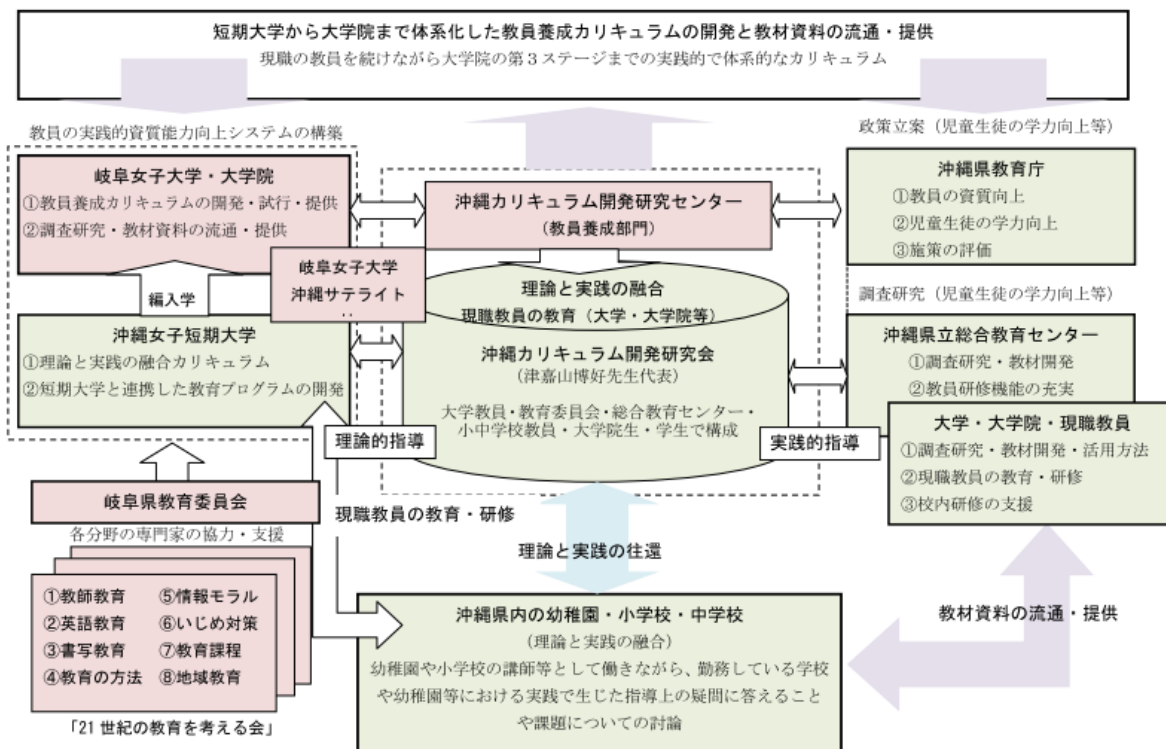 短期大学から大学院まで体系化した教員養成カリキュラムの開発と教材資料の流通・提供
現職の教員を続けながら大学院の第３ステージまでの実践的で体系的なカリキュラム
教員の実践的資質能力向上システムの構築
岐阜女子大学・大学院
①教員養成カリキュラムの開発・試行・提供
②調査研究・教材資料の流通・提供
編入学
岐阜女子大学
沖縄サテライト
‥
沖縄女子短期大学
①理論と実践の融合カリキュラム
②短期大学と連携した教育プログラムの開発
沖縄カリキュラム開発研究センター
(教員養成部門)
理論と実践の融合
現職教員の教育（大学・大学院等）
沖縄カリキュラム開発研究会
(津嘉山博好先生代表)
大学教員・教育委員会・総合教育センター・
小中学校教員・大学院生・学生で構成
理論的指導
実践的指導
政策立案（児童生徒の学力向上等）
沖縄県教育庁
①教員の資質向上
②児童生徒の学力向上
③施策の評価
調査研究（児童生徒の学力向上等）
沖縄県立総合教育センター
①調査研究・教材開発
②教員研修機能の充実
大学・大学院・現職教員
①調査研究・教材開発・活用方法
②現職教員の教育・研修
③校内研修の支援
岐阜県教育委員会
各分野の専門家の協力・支援
①教師教育 ⑤情報モラル
②英語教育 ⑥いじめ対策
③書写教育 ⑦教育課程
④教育の方法 ⑧地域教育
「21 世紀の教育を考える会」
現職教員の教育・研修
理論と実践の往還
教材資料の流通・提供
沖縄県内の幼稚園・小学校・中学校
(理論と実践の融合)
幼稚園や小学校の講師等として働きながら、勤務している学校
や幼稚園等における実践で生じた指導上の疑問に答えること
や課題についての討論